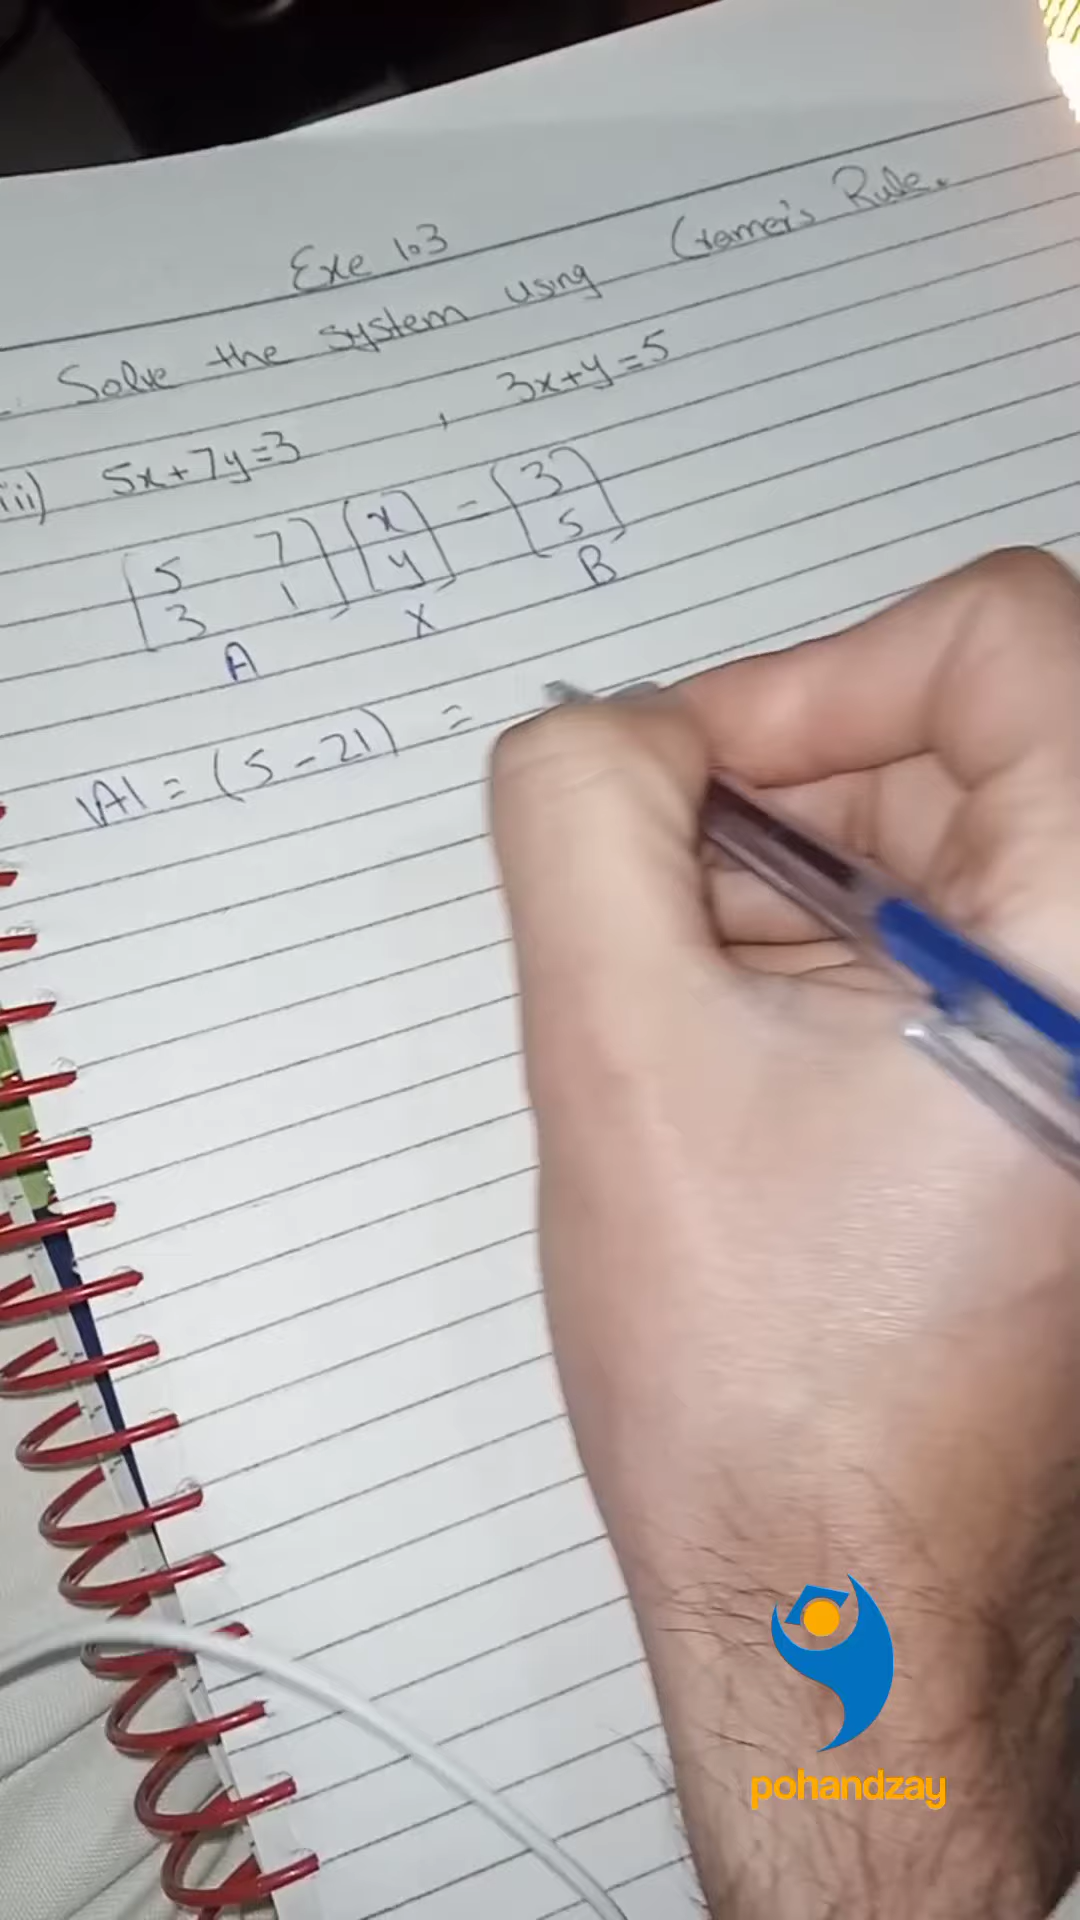 Exe 1.3
Solve the system using Cramer's Rule.
iii) 5x+7y=3 , 3x+y=5
[5 7] [x] = [3]
[3 1] [y] [5]
A X B
|A| = (5-21) =
pohandzay